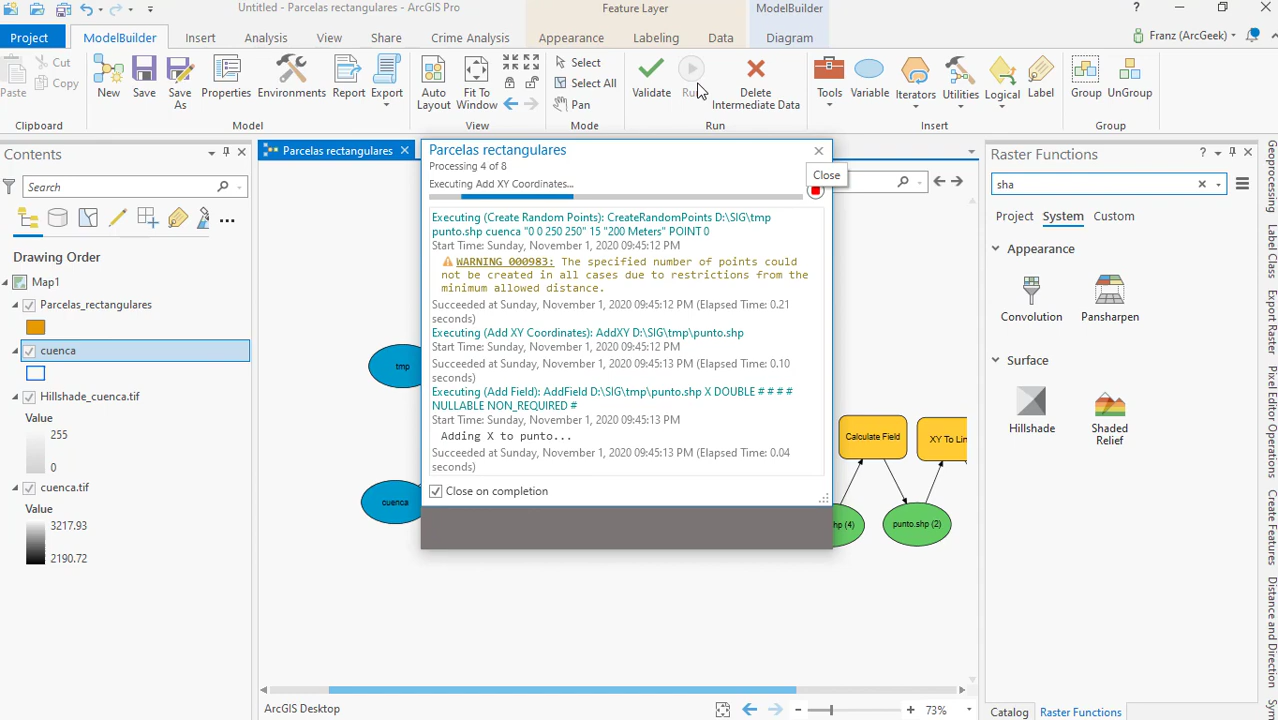 Untitled - Parcelas rectangulares - ArcGIS Pro
Feature Layer
ModelBuilder
?
Project
ModelBuilder
Insert
Analysis
View
Share
Crime Analysis
Appearance
Labeling
Data
Diagram
Franz (ArcGeek)
Paste
Cut
Copy
New
Save
Save As
Properties
Environments
Report
Export
Auto Layout
Fit To Window
Select
Select All
Pan
Validate
Delete Intermediate Data
Tools
Variable
Iterators
Utilities
Logical
Label
Group
UnGroup
Clipboard
Model
View
Mode
Run
Insert
Group
Contents
Search
Drawing Order
Map1
Parcelas_rectangulares
cuenca
Hillshade_cuenca.tif
Value
255
0
cuenca.tif
Value
3217.93
2190.72
Parcelas rectangulares
tmp
cuenca
Calculate Field
XY To Lin
hp (4)
punto.shp (2)
Parcelas rectangulares
Processing 4 of 8
Close
Executing Add XY Coordinates...
Executing (Create Random Points): CreateRandomPoints D:\SIG\tmp
punto.shp cuenca "0 0 250 250" 15 "200 Meters" POINT 0
Start Time: Sunday, November 1, 2020 09:45:12 PM
WARNING 000983: The specified number of points could
not be created in all cases due to restrictions from the
minimum allowed distance.
Succeeded at Sunday, November 1, 2020 09:45:12 PM (Elapsed Time: 0.21
seconds)
Executing (Add XY Coordinates): AddXY D:\SIG\tmp\punto.shp
Start Time: Sunday, November 1, 2020 09:45:12 PM
Succeeded at Sunday, November 1, 2020 09:45:13 PM (Elapsed Time: 0.10
seconds)
Executing (Add Field): AddField D:\SIG\tmp\punto.shp X DOUBLE # # # #
NULLABLE NON_REQUIRED #
Start Time: Sunday, November 1, 2020 09:45:13 PM
Adding X to punto...
Succeeded at Sunday, November 1, 2020 09:45:13 PM (Elapsed Time: 0.04
seconds)
Close on completion
ArcGIS Desktop
73%
Raster Functions
?
sha
Project
System
Custom
Appearance
Convolution
Pansharpen
Surface
Hillshade
Shaded
Relief
Catalog
Raster Functions
Geoprocessing
Label Class
Create Features
Pixel Editor
Distance and Direction